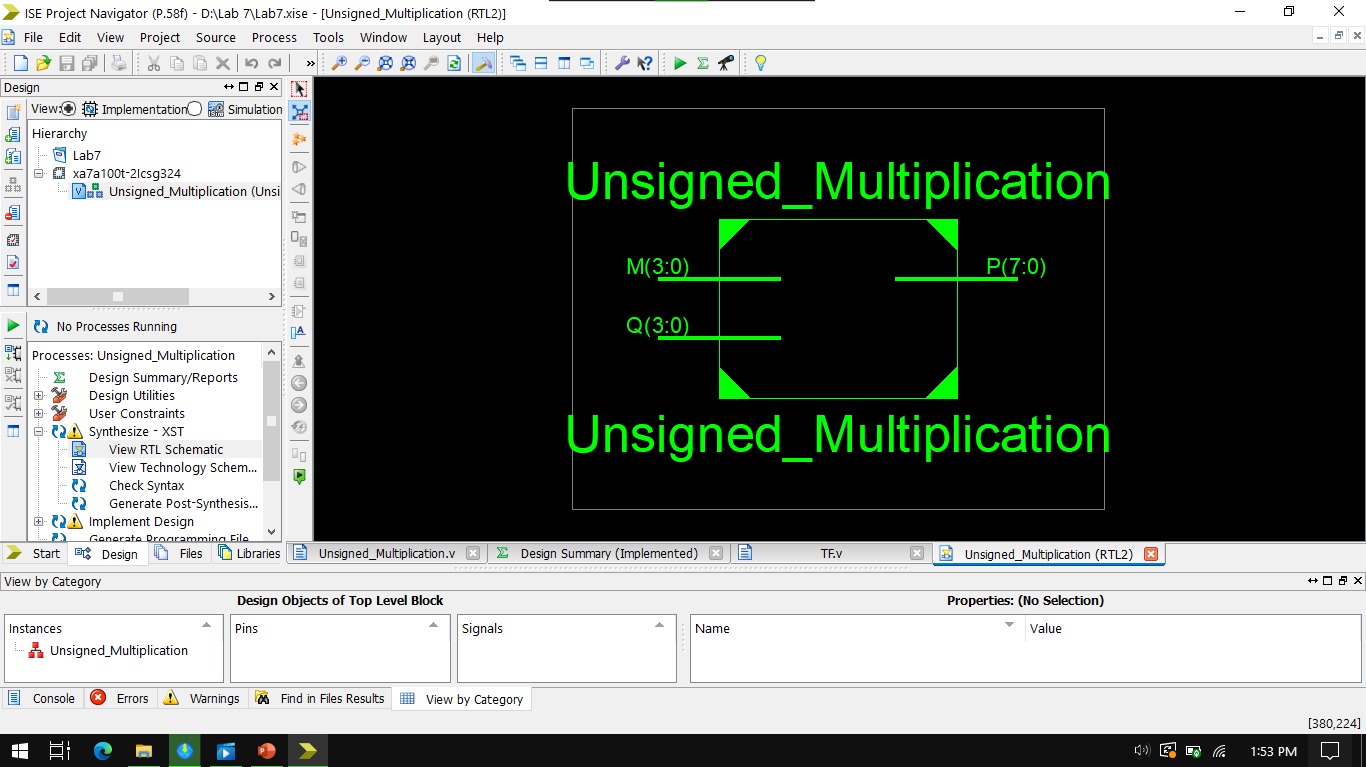 ISE Project Navigator (P.58f) - D:\Lab 7\Lab7.xise - [Unsigned_Multiplication (RTL2)]
File Edit View Project Source Process Tools Window Layout Help
»
Design
View: Implementation Simulation
Hierarchy
Lab7
xa7a100t-2Icsg324
V Unsigned_Multiplication (Unsi
No Processes Running
Processes: Unsigned_Multiplication
Design Summary/Reports
Design Utilities
User Constraints
Synthesize - XST
View RTL Schematic
View Technology Schem...
Check Syntax
Generate Post-Synthesis...
Implement Design
Generate Programming File
Start Design Files Libraries
Unsigned_Multiplication
M(3:0) P(7:0)
Q(3:0)
Unsigned_Multiplication
Unsigned_Multiplication.v Design Summary (Implemented) TF.v Unsigned_Multiplication (RTL2)
View by Category
Design Objects of Top Level Block Properties: (No Selection)
Instances Pins Signals Name Value
Unsigned_Multiplication
Console Errors Warnings Find in Files Results View by Category
[380,224]
1:53 PM